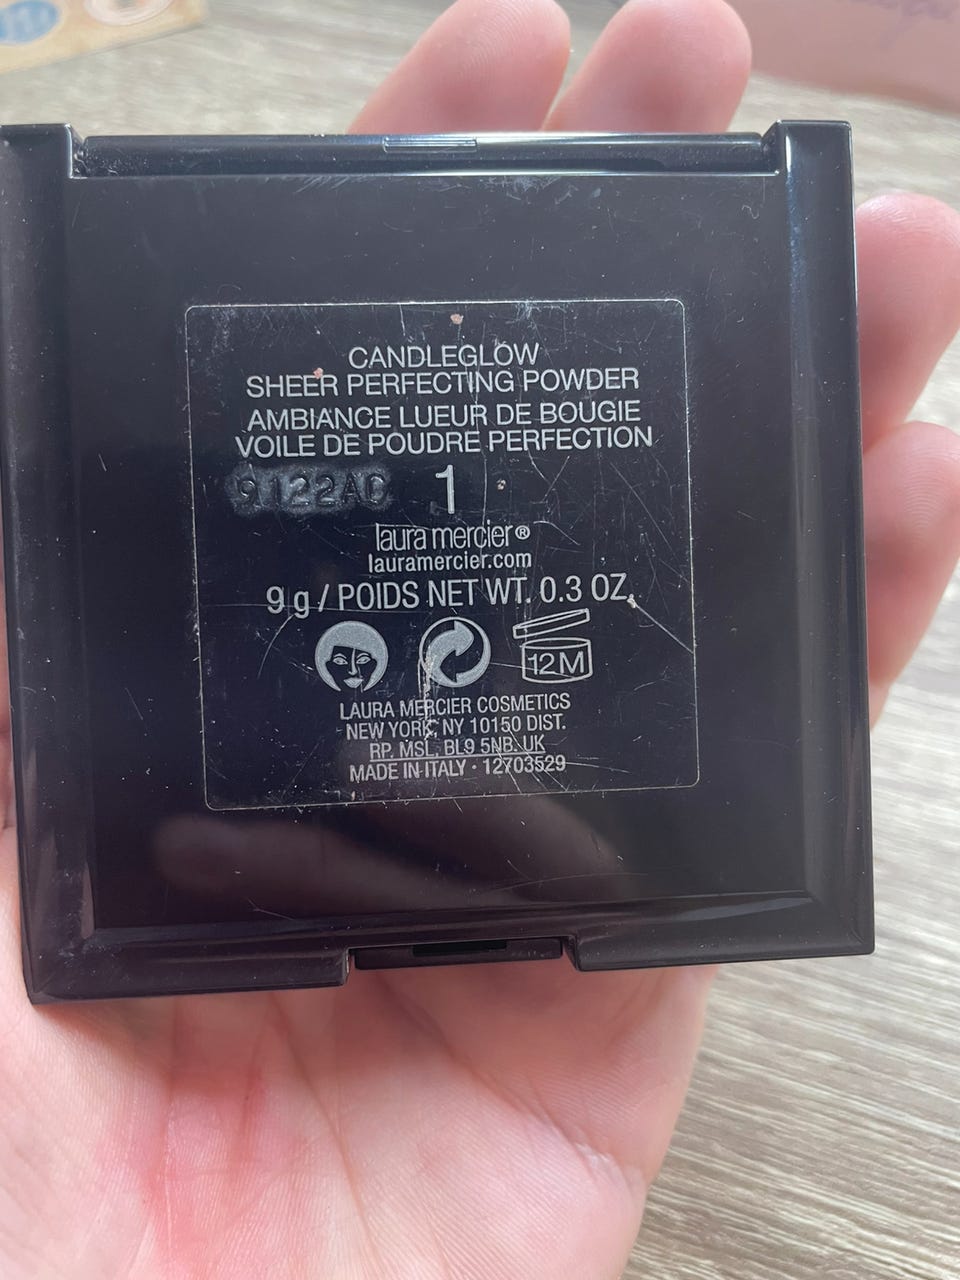 CANDLEGLOW
SHEER PERFECTING POWDER
AMBIANCE LUEUR DE BOUGIE
VOILE DE POUDRE PERFECTION
1
laura mercier®
lauramercier.com
9 g / POIDS NET WT. 0.3 OZ.
12M
LAURA MERCIER COSMETICS
NEW YORK, NY 10150 DIST.
RP. MSL, BL9 5NB. UK
MADE IN ITALY · 12703529